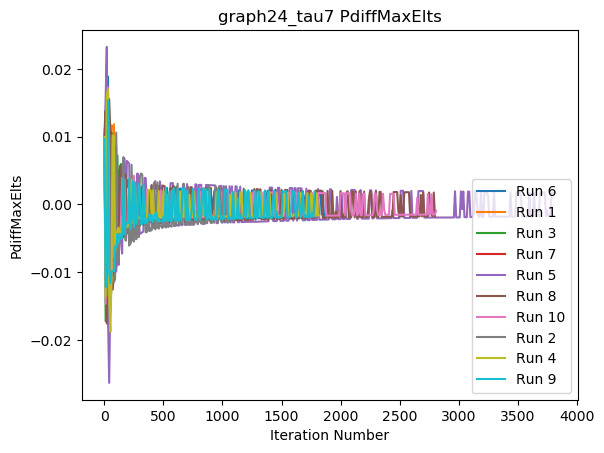 graph24_tau7 PdiffMaxElts
PdiffMaxElts
0.02
0.01
0.00
−0.01
−0.02
Run 6
Run 1
Run 3
Run 7
Run 5
Run 8
Run 10
Run 2
Run 4
Run 9
0 500 1000 1500 2000 2500 3000 3500 4000
Iteration Number